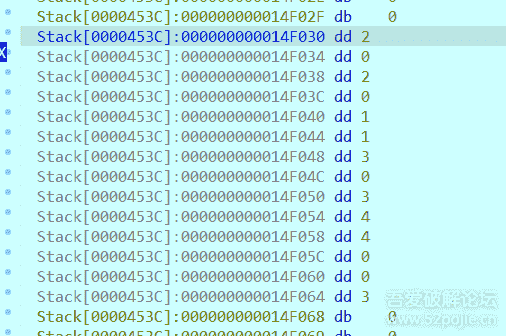 Stack[0000453C]:000000000014F02F db 0
Stack[0000453C]:000000000014F030 dd 2
Stack[0000453C]:000000000014F034 dd 0
Stack[0000453C]:000000000014F038 dd 2
Stack[0000453C]:000000000014F03C dd 0
Stack[0000453C]:000000000014F040 dd 1
Stack[0000453C]:000000000014F044 dd 1
Stack[0000453C]:000000000014F048 dd 3
Stack[0000453C]:000000000014F04C dd 0
Stack[0000453C]:000000000014F050 dd 3
Stack[0000453C]:000000000014F054 dd 4
Stack[0000453C]:000000000014F058 dd 4
Stack[0000453C]:000000000014F05C dd 0
Stack[0000453C]:000000000014F060 dd 0
Stack[0000453C]:000000000014F064 dd 3
Stack[0000453C]:000000000014F068 db 0
吾爱破解论坛
www.52pojie.cn